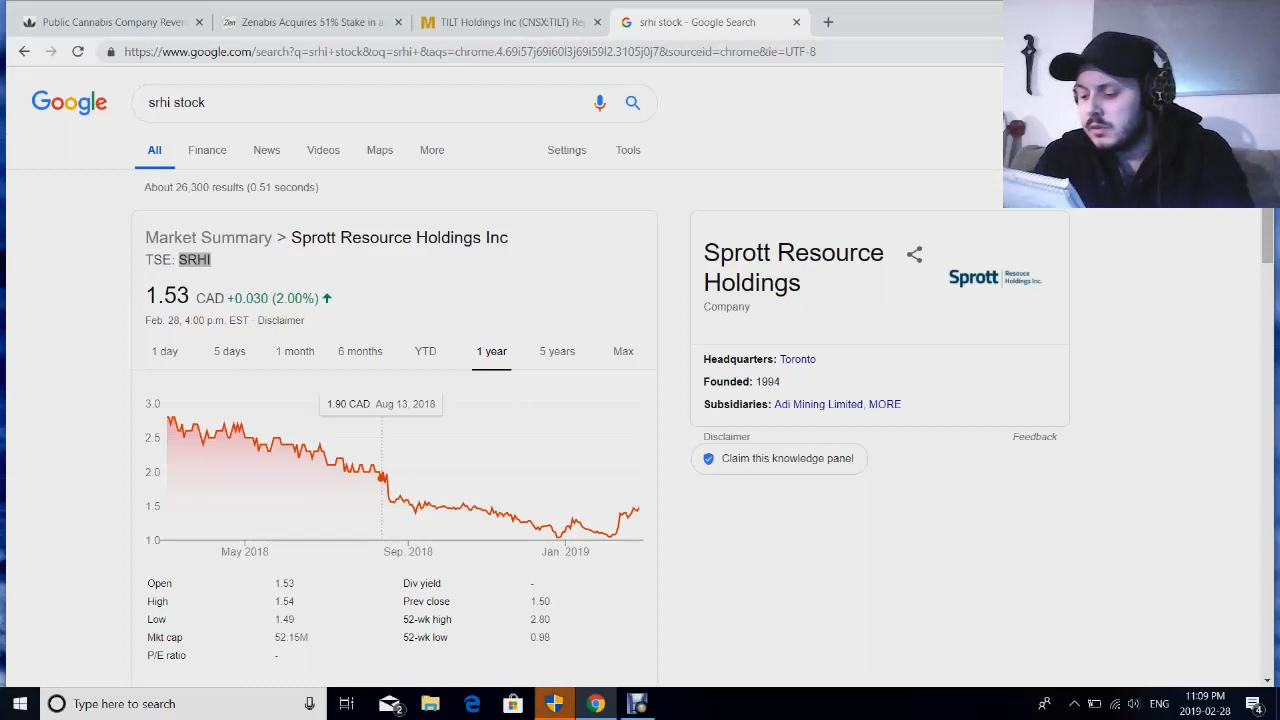 Public Cannabis Company Reven
Zenabis Acquires 51% Stake in a
TILT Holdings Inc (CNSX:TILT) Re
srhi stock - Google Search
https://www.google.com/search?q=srhi+stock&oq=srhi+&aqs=chrome.4.69i57j69i60l3j69i59l2.3105j0j7&sourceid=chrome&ie=UTF-8
Google
srhi stock
All Finance News Videos Maps More Settings Tools
About 26,300 results (0.51 seconds)
Market Summary > Sprott Resource Holdings Inc
TSE: SRHI
1.53 CAD +0.030 (2.00%)
Feb. 28, 4:00 p.m. EST · Disclaimer
1 day 5 days 1 month 6 months YTD 1 year 5 years Max
1.90 CAD Aug 13, 2018
3.0
2.5
2.0
1.5
1.0
May 2018 Sep. 2018 Jan. 2019
Open 1.53 Div yield -
High 1.54 Prev close 1.50
Low 1.49 52-wk high 2.80
Mkt cap 52.15M 52-wk low 0.98
P/E ratio -
Sprott Resource
Holdings
Company
Sprott Resouce
Holdings Inc.
Headquarters: Toronto
Founded: 1994
Subsidiaries: Adi Mining Limited, MORE
Disclaimer Feedback
Claim this knowledge panel
Type here to search
2
ENG
11:09 PM
2019-02-28
4